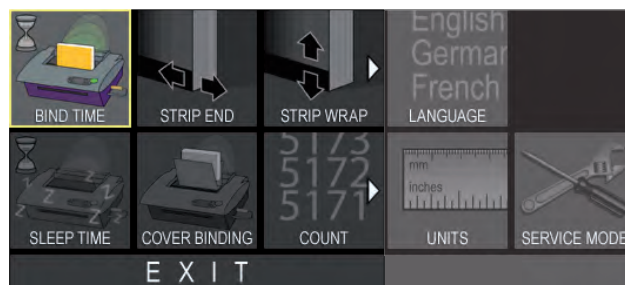 English
German
French
BIND TIME
STRIP END
STRIP WRAP
LANGUAGE
5173
5172
5171
mm
inches
Z Z Z Z Z
SLEEP TIME
COVER BINDING
COUNT
UNITS
SERVICE MODE
EXIT